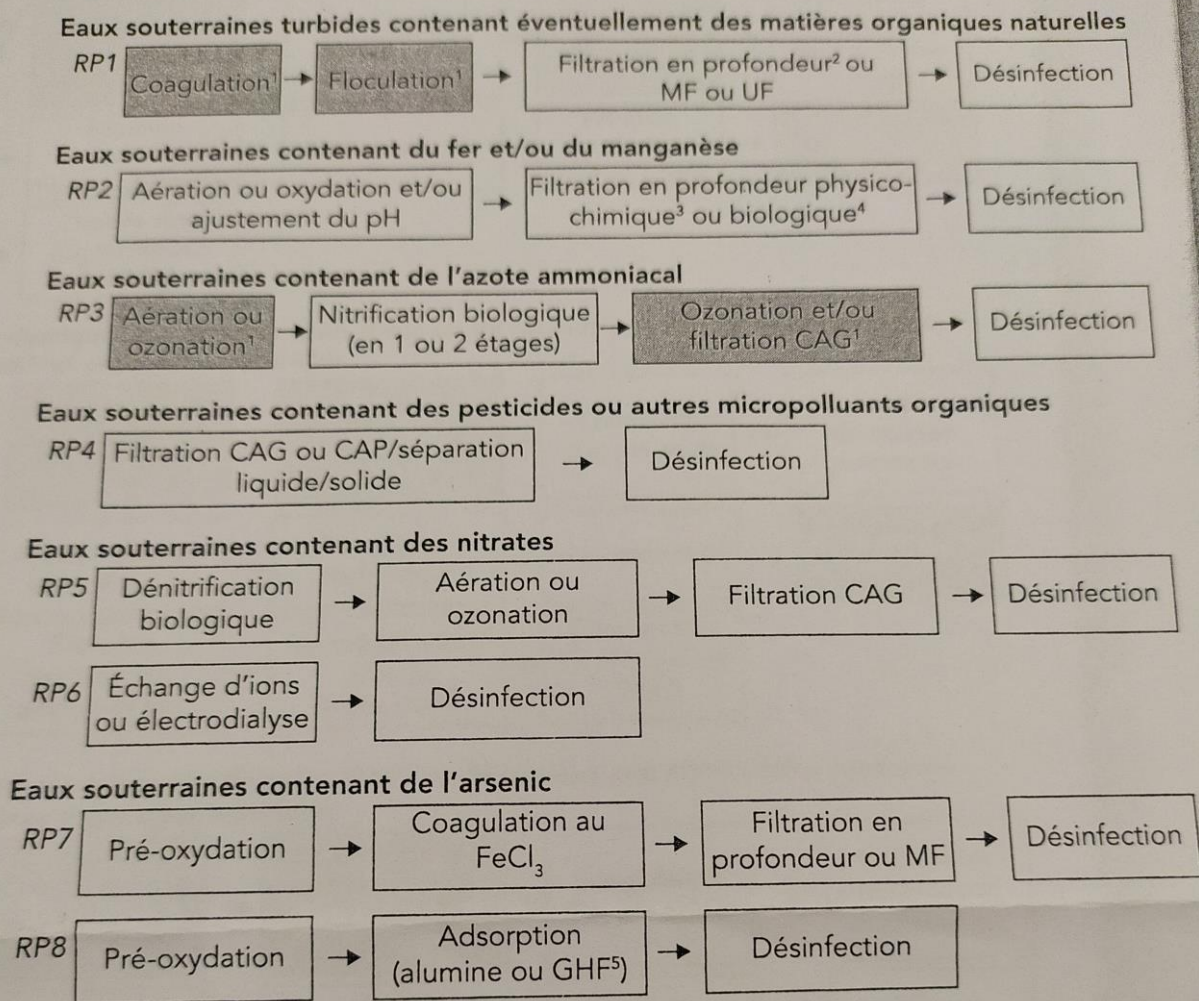 Eaux souterraines turbides contenant éventuellement des matières organiques naturelles
RP1
Coagulation¹ → Floculation¹ → Filtration en profondeur² ou
MF ou UF → Désinfection
Eaux souterraines contenant du fer et/ou du manganèse
RP2 Aération ou oxydation et/ou
ajustement du pH → Filtration en profondeur physico-
chimique³ ou biologique⁴ → Désinfection
Eaux souterraines contenant de l'azote ammoniacal
RP3 Aération ou
ozonation¹ → Nitrification biologique
(en 1 ou 2 étages) → Ozonation et/ou
filtration CAG¹ → Désinfection
Eaux souterraines contenant des pesticides ou autres micropolluants organiques
RP4 Filtration CAG ou CAP/séparation
liquide/solide → Désinfection
Eaux souterraines contenant des nitrates
RP5 Dénitrification
biologique → Aération ou
ozonation → Filtration CAG → Désinfection
RP6 Échange d'ions
ou électrodialyse → Désinfection
Eaux souterraines contenant de l'arsenic
RP7 Pré-oxydation → Coagulation au
FeCl₃ → Filtration en
profondeur ou MF → Désinfection
RP8 Pré-oxydation → Adsorption
(alumine ou GHF⁵) → Désinfection